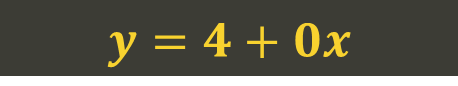 y = 4 + 0x